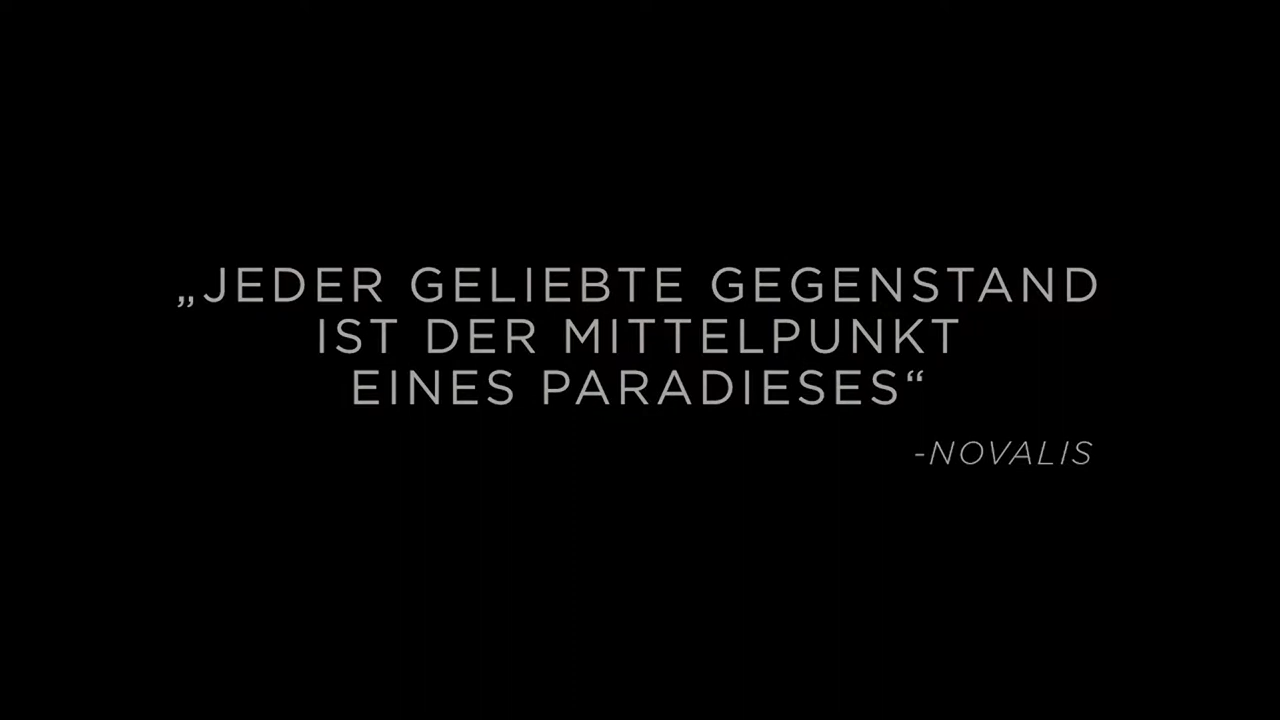 „JEDER GELIEBTE GEGENSTAND
IST DER MITTELPUNKT
EINES PARADIESES“
-NOVALIS